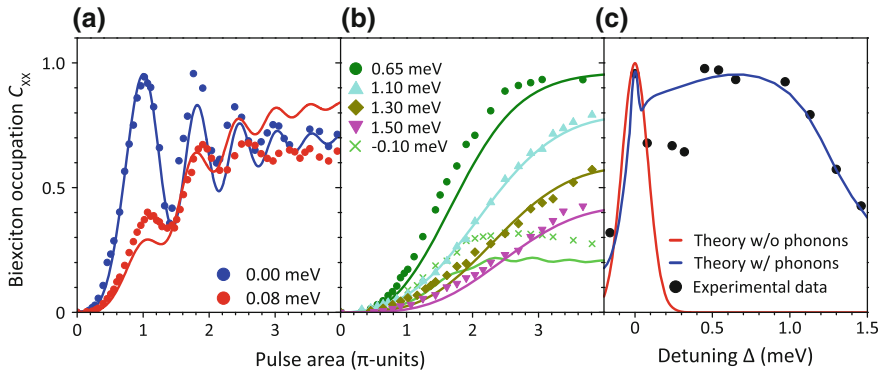 (a)
(b)
(c)
Biexciton occupation C_XX
1.0
0.5
0
0.00 meV
0.08 meV
0.65 meV
1.10 meV
1.30 meV
1.50 meV
-0.10 meV
Theory w/o phonons
Theory w/ phonons
Experimental data
0 1 2 3
0 1 2 3
0 0.5 1.0 1.5
Pulse area (π-units)
Detuning Δ (meV)